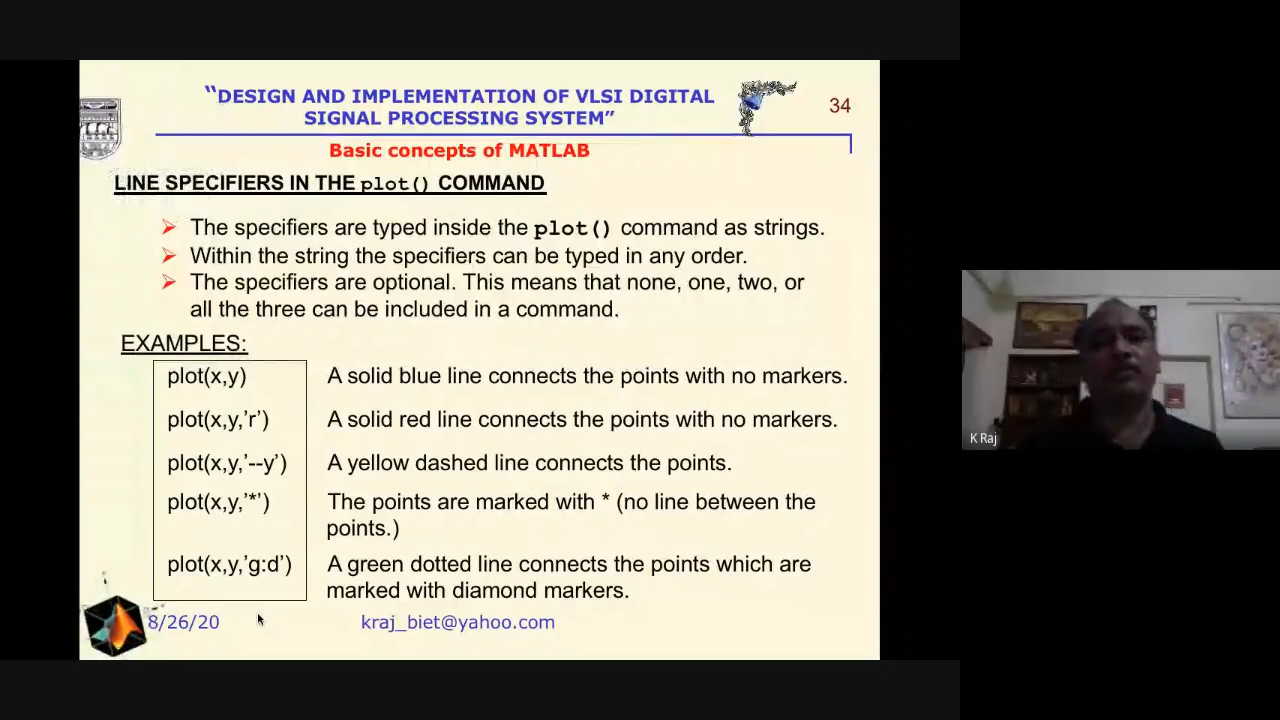 “DESIGN AND IMPLEMENTATION OF VLSI DIGITAL
SIGNAL PROCESSING SYSTEM”
34
Basic concepts of MATLAB
LINE SPECIFIERS IN THE plot() COMMAND
The specifiers are typed inside the plot() command as strings.
Within the string the specifiers can be typed in any order.
The specifiers are optional. This means that none, one, two, or
all the three can be included in a command.
EXAMPLES:
plot(x,y) A solid blue line connects the points with no markers.
plot(x,y,’r’) A solid red line connects the points with no markers.
plot(x,y,’--y’) A yellow dashed line connects the points.
plot(x,y,’*’) The points are marked with * (no line between the
points.)
plot(x,y,’g:d’) A green dotted line connects the points which are
marked with diamond markers.
8/26/20 kraj_biet@yahoo.com
K Raj